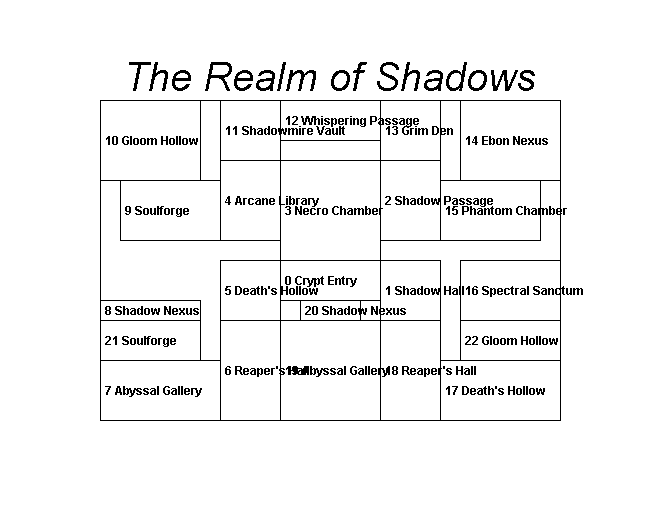 The Realm of Shadows
12 Whispering Passage
11 Shadowmire Vault
13 Grim Den
10 Gloom Hollow
14 Ebon Nexus
4 Arcane Library
2 Shadow Passage
9 Soulforge
3 Necro Chamber
15 Phantom Chamber
0 Crypt Entry
5 Death's Hollow
1 Shadow Hall
16 Spectral Sanctum
8 Shadow Nexus
20 Shadow Nexus
21 Soulforge
22 Gloom Hollow
6 Reaper's Hall
19 Abyssal Gallery
18 Reaper's Hall
7 Abyssal Gallery
17 Death's Hollow